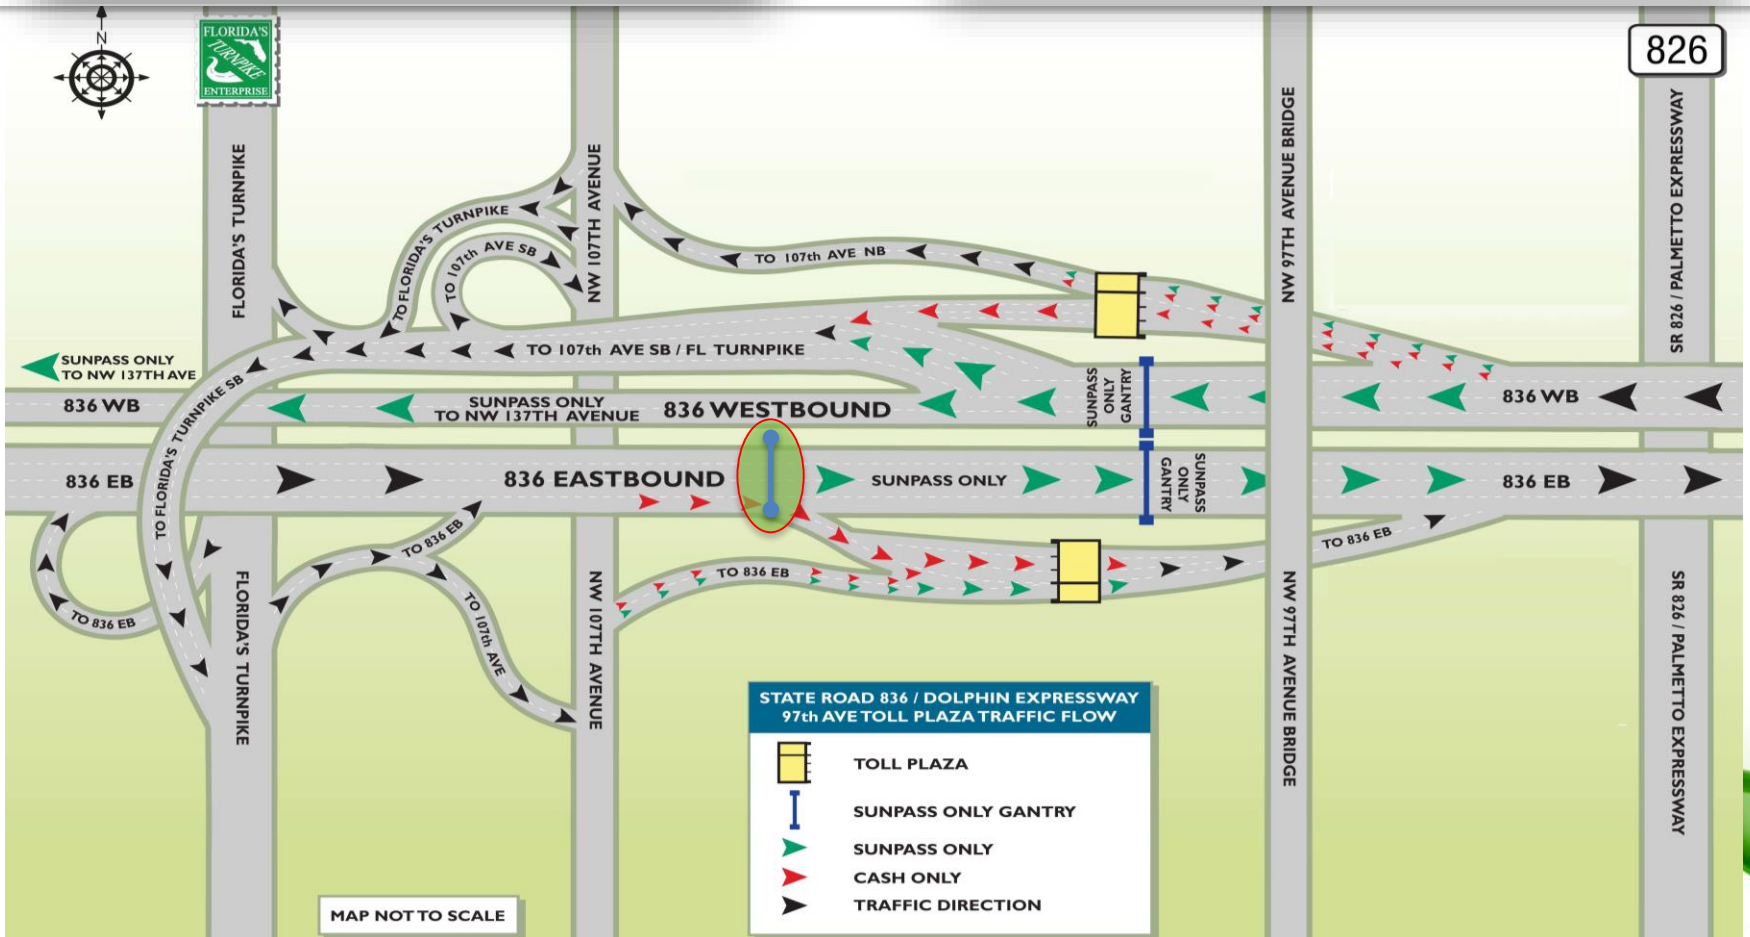 N
FLORIDA'S
TURNPIKE
ENTERPRISE
826
FLORIDA'S TURNPIKE
NW 107TH AVENUE
NW 97TH AVENUE BRIDGE
SR 826 / PALMETTO EXPRESSWAY
TO FLORIDA'S TURNPIKE
TO 107th AVE SB
TO 107th AVE NB
SUNPASS ONLY
TO NW 137TH AVE
TO 107th AVE SB / FL TURNPIKE
836 WB
SUNPASS ONLY
TO NW 137TH AVENUE
836 WESTBOUND
SUNPASS
ONLY
GANTRY
836 WB
TO FLORIDA'S TURNPIKE SB
836 EB
836 EASTBOUND
SUNPASS ONLY
SUNPASS
ONLY
GANTRY
836 EB
TO 836 EB
TO 836 EB
TO 836 EB
TO 836 EB
TO 107th AVE
FLORIDA'S TURNPIKE
NW 107TH AVENUE
NW 97TH AVENUE BRIDGE
SR 826 / PALMETTO EXPRESSWAY
STATE ROAD 836 / DOLPHIN EXPRESSWAY
97th AVE TOLL PLAZA TRAFFIC FLOW
TOLL PLAZA
SUNPASS ONLY GANTRY
SUNPASS ONLY
CASH ONLY
TRAFFIC DIRECTION
MAP NOT TO SCALE